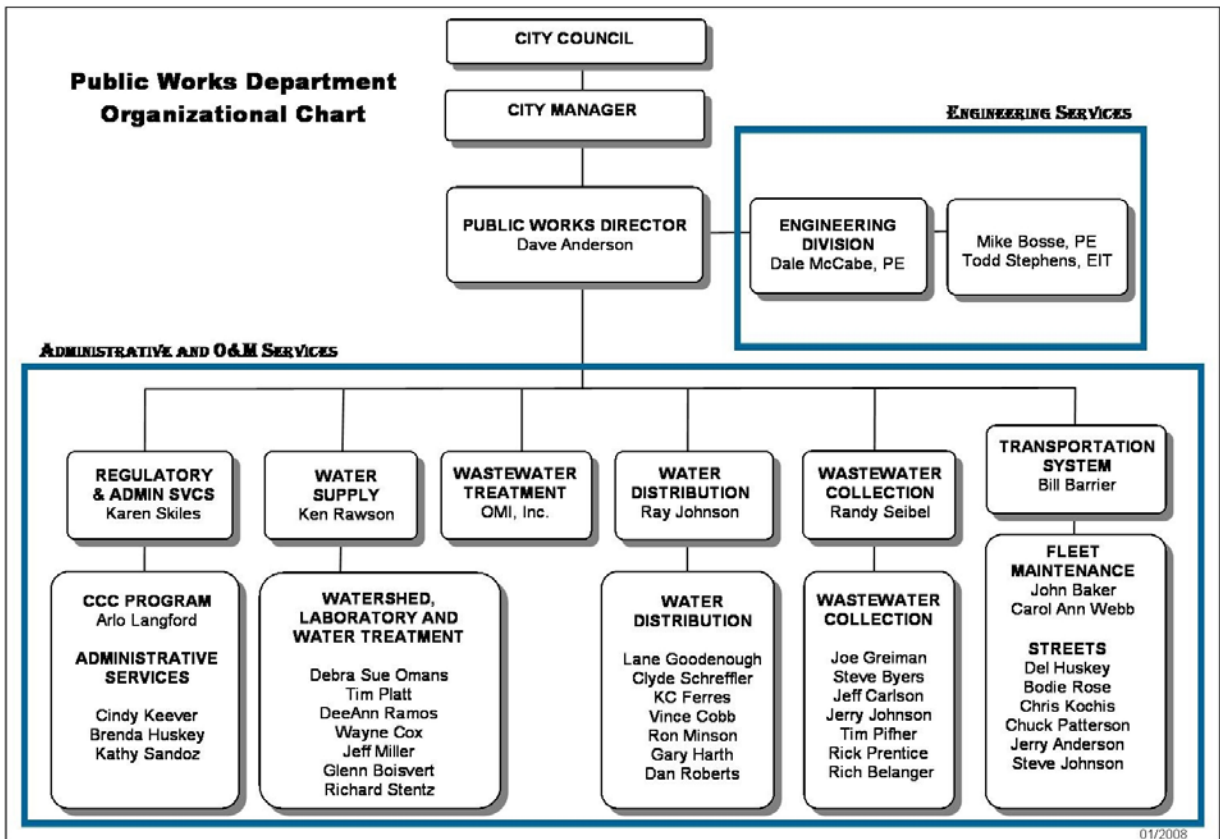 Public Works Department
Organizational Chart
CITY COUNCIL
CITY MANAGER
PUBLIC WORKS DIRECTOR
Dave Anderson
ENGINEERING SERVICES
ENGINEERING
DIVISION
Dale McCabe, PE
Mike Bosse, PE
Todd Stephens, EIT
ADMINISTRATIVE AND O&M SERVICES
REGULATORY
& ADMIN SVCS
Karen Skiles
WATER
SUPPLY
Ken Rawson
WASTEWATER
TREATMENT
OMI, Inc.
WATER
DISTRIBUTION
Ray Johnson
WASTEWATER
COLLECTION
Randy Seibel
TRANSPORTATION
SYSTEM
Bill Barrier
CCC PROGRAM
Arlo Langford
ADMINISTRATIVE
SERVICES
Cindy Keever
Brenda Huskey
Kathy Sandoz
WATERSHED,
LABORATORY AND
WATER TREATMENT
Debra Sue Omans
Tim Platt
DeeAnn Ramos
Wayne Cox
Jeff Miller
Glenn Boisvert
Richard Stentz
WATER
DISTRIBUTION
Lane Goodenough
Clyde Schreffler
KC Ferres
Vince Cobb
Ron Minson
Gary Harth
Dan Roberts
WASTEWATER
COLLECTION
Joe Greiman
Steve Byers
Jeff Carlson
Jerry Johnson
Tim Pifher
Rick Prentice
Rich Belanger
FLEET
MAINTENANCE
John Baker
Carol Ann Webb
STREETS
Del Huskey
Bodie Rose
Chris Kochis
Chuck Patterson
Jerry Anderson
Steve Johnson
01/2008